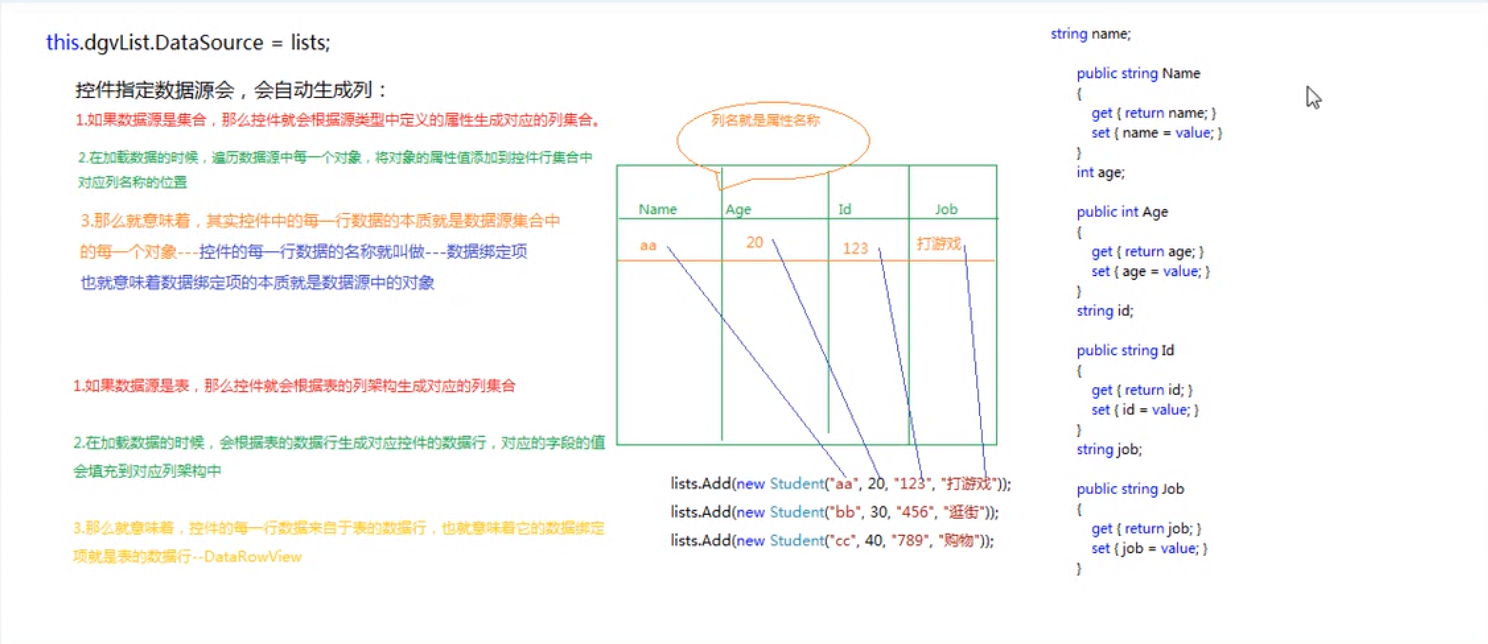 this.dgvList.DataSource = lists;
控件指定数据源会，会自动生成列：
1.如果数据源是集合，那么控件就会根据源类型中定义的属性生成对应的列集合。
2.在加载数据的时候，遍历数据源中每一个对象，将对象的属性值添加到控件行集合中
对应列名称的位置
3.那么就意味着，其实控件中的每一行数据的本质就是数据源集合中
的每一个对象---控件的每一行数据的名称就叫做---数据绑定项
也就意味着数据绑定项的本质就是数据源中的对象
1.如果数据源是表，那么控件就会根据表的列架构生成对应的列集合
2.在加载数据的时候，会根据表的数据行生成对应控件的数据行，对应的字段的值
会填充到对应列架构中
3.那么就意味着，控件的每一行数据来自于表的数据行，也就意味着它的数据绑定
项就是表的数据行--DataRowView
列名就是属性名称
Name Age Id Job
aa 20 123 打游戏
lists.Add(new Student("aa", 20, "123", "打游戏"));
lists.Add(new Student("bb", 30, "456", "逛街"));
lists.Add(new Student("cc", 40, "789", "购物"));
string name;
public string Name
{
get { return name; }
set { name = value; }
}
int age;
public int Age
{
get { return age; }
set { age = value; }
}
string id;
public string Id
{
get { return id; }
set { id = value; }
}
string job;
public string Job
{
get { return job; }
set { job = value; }
}